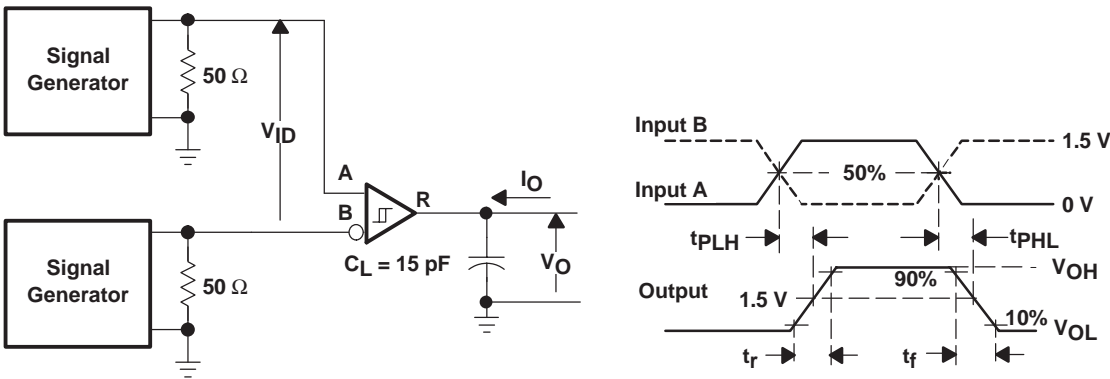 Signal
Generator
50 Ω
VID
A
B
R
IO
CL = 15 pF
VO
Signal
Generator
50 Ω
Input B
1.5 V
50%
Input A
0 V
tPLH
tPHL
VOH
90%
Output
1.5 V
10%
VOL
tr
tf